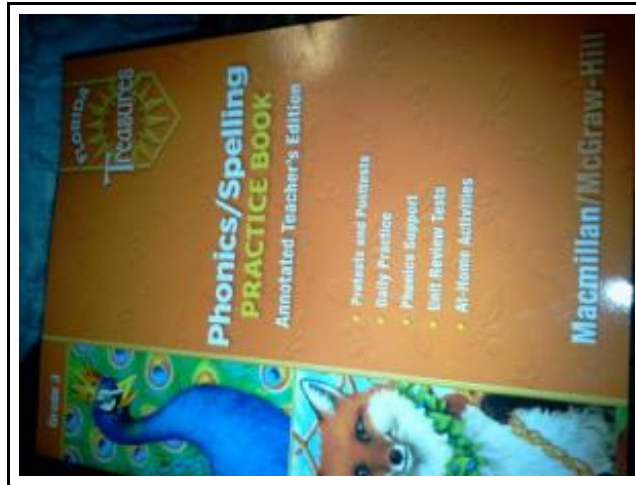 Grade 3
FLORIDA
Treasures
Phonics/Spelling
PRACTICE BOOK
Annotated Teacher's Edition
• Pretests and Posttests
• Daily Practice
• Phonics Support
• Unit Review Tests
• At-Home Activities
Macmillan/McGraw-Hill